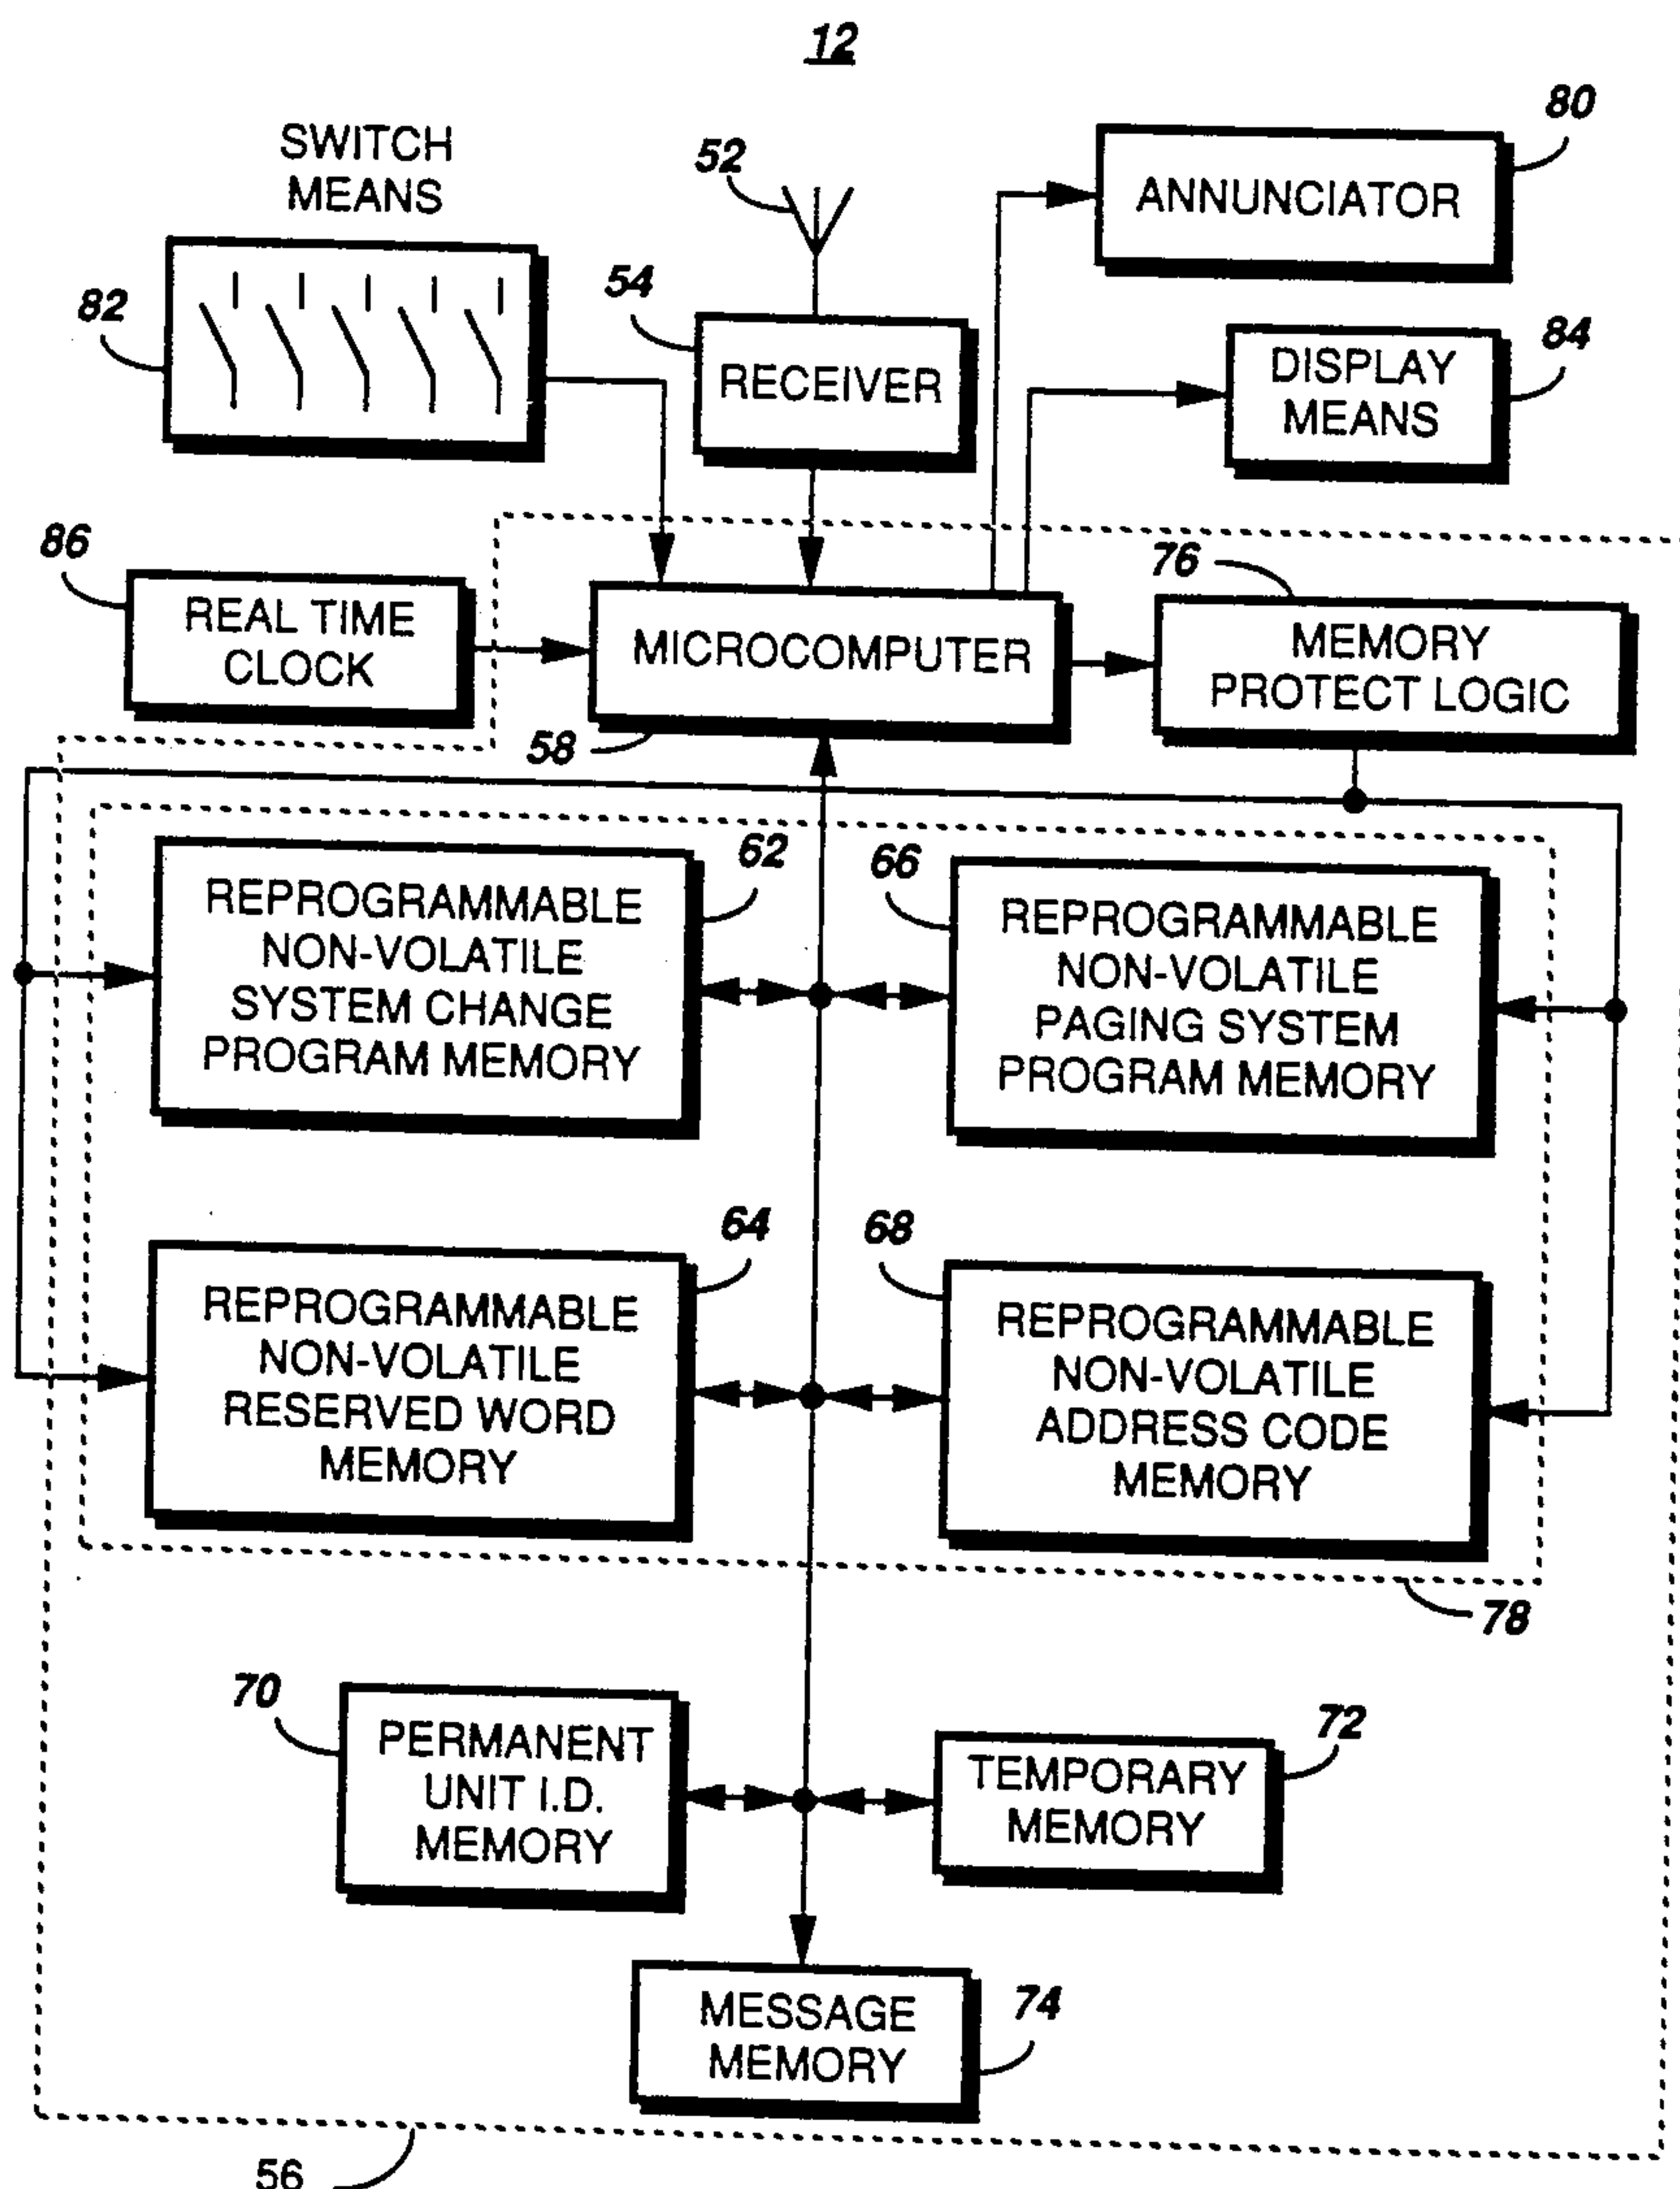 12
SWITCH
MEANS
82
52
54
RECEIVER
80
ANNUNCIATOR
84
DISPLAY
MEANS
86
REAL TIME
CLOCK
MICROCOMPUTER
58
76
MEMORY
PROTECT LOGIC
62
REPROGRAMMABLE
NON-VOLATILE
SYSTEM CHANGE
PROGRAM MEMORY
66
REPROGRAMMABLE
NON-VOLATILE
PAGING SYSTEM
PROGRAM MEMORY
64
REPROGRAMMABLE
NON-VOLATILE
RESERVED WORD
MEMORY
68
REPROGRAMMABLE
NON-VOLATILE
ADDRESS CODE
MEMORY
78
70
PERMANENT
UNIT I.D.
MEMORY
72
TEMPORARY
MEMORY
74
MESSAGE
MEMORY
56